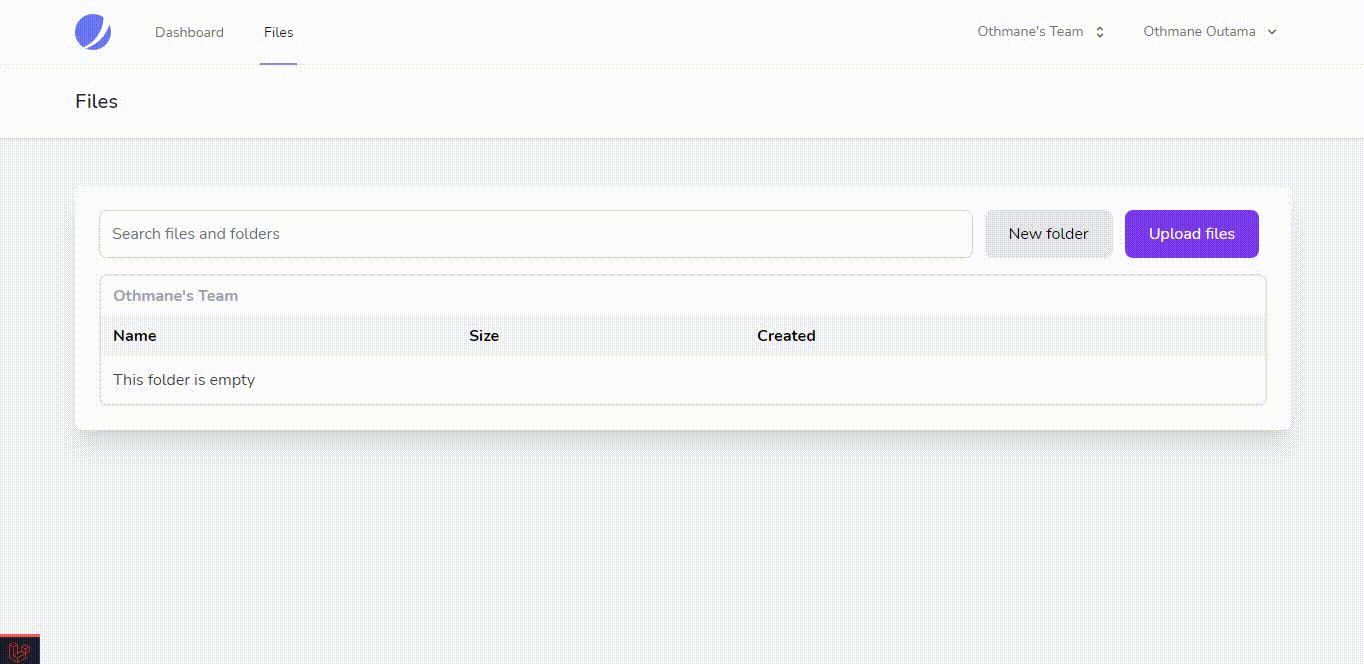 Dashboard Files Othmane's Team Othmane Outama
Files
Search files and folders New folder Upload files
Othmane's Team
Name Size Created
This folder is empty